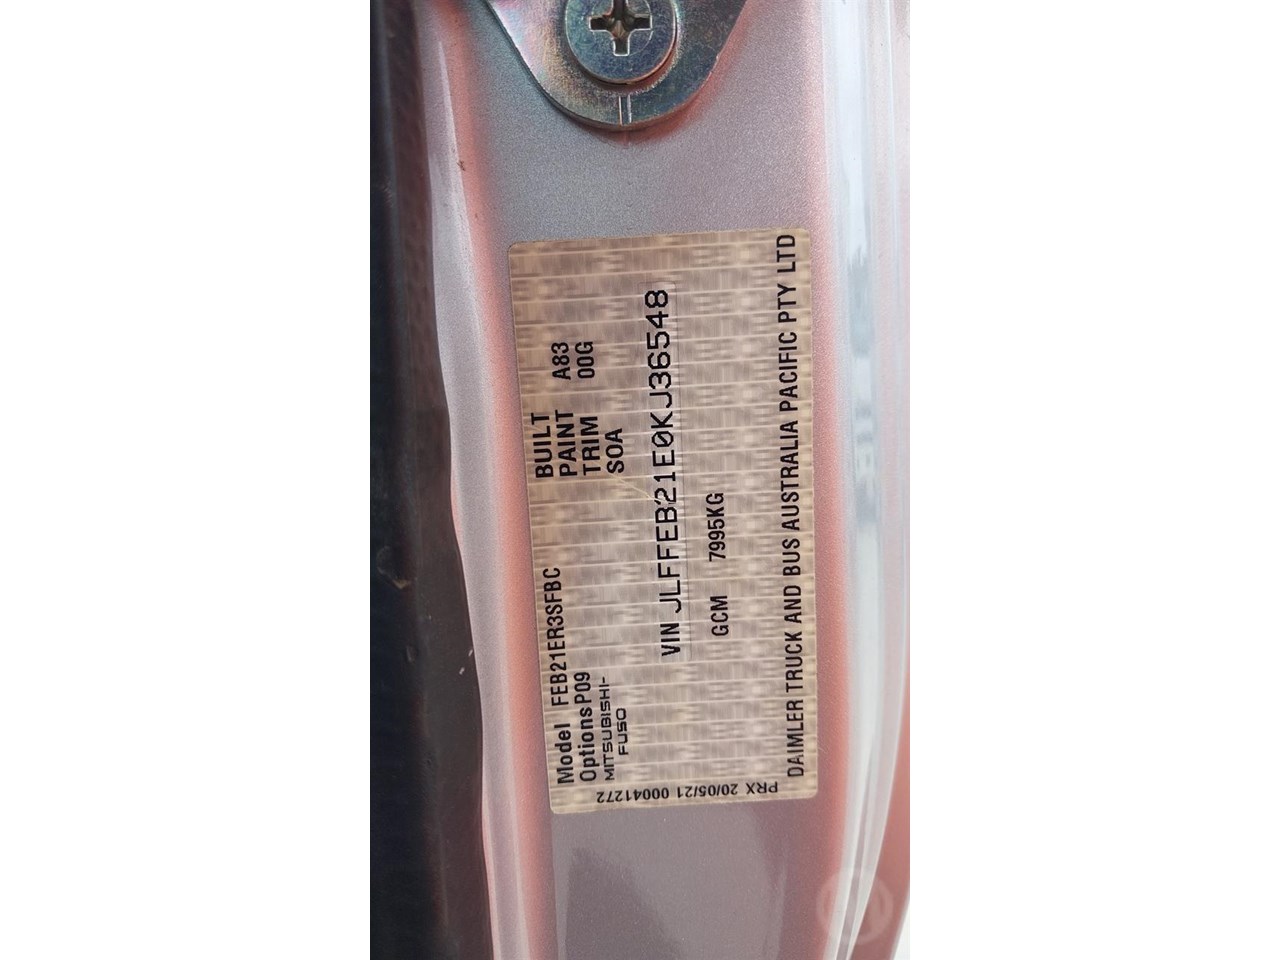 Model FEB21ER3SFBC BUILT
Options P09 PAINT A83
MITSUBISHI- TRIM 00G
FUSO SOA
VIN JLFFEB21E0KJ36548
GCM 7995KG
DAIMLER TRUCK AND BUS AUSTRALIA PACIFIC PTY LTD
PRX 20/05/21 00041272